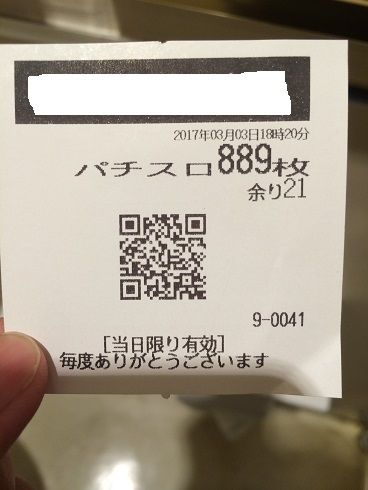 2017年03月03日18時20分
パチスロ889枚
余り21
9-0041
[当日限り有効]
毎度ありがとうございます